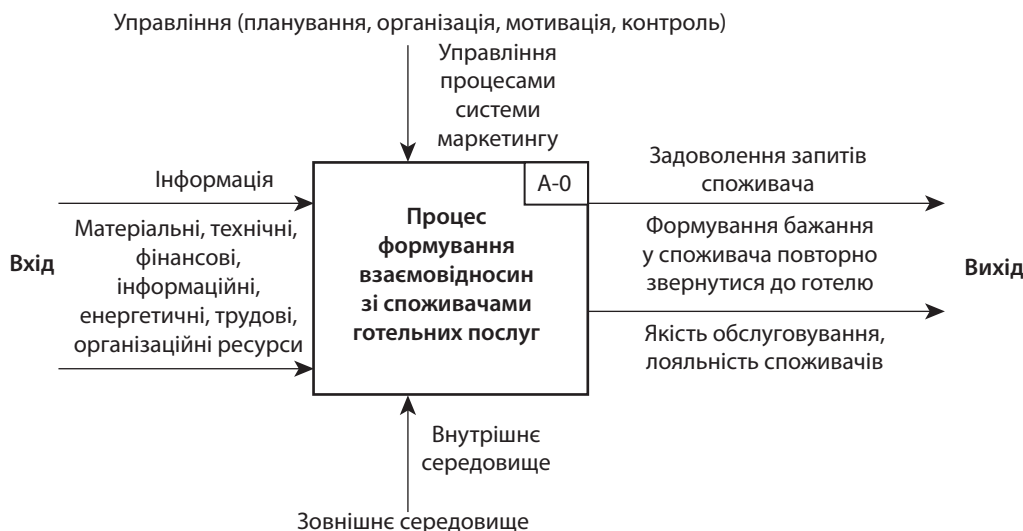 Управління (планування, організація, мотивація, контроль)
Управління
процесами
системи
маркетингу
А-0
Інформація
Матеріальні, технічні,
фінансові,
інформаційні,
енергетичні, трудові,
організаційні ресурси
Вхід
Процес
формування
взаємовідносин
зі споживачами
готельних послуг
Задоволення запитів
споживача
Формування бажання
у споживача повторно
звернутися до готелю
Вихід
Якість обслуговування,
лояльність споживачів
Внутрішнє
середовище
Зовнішнє середовище